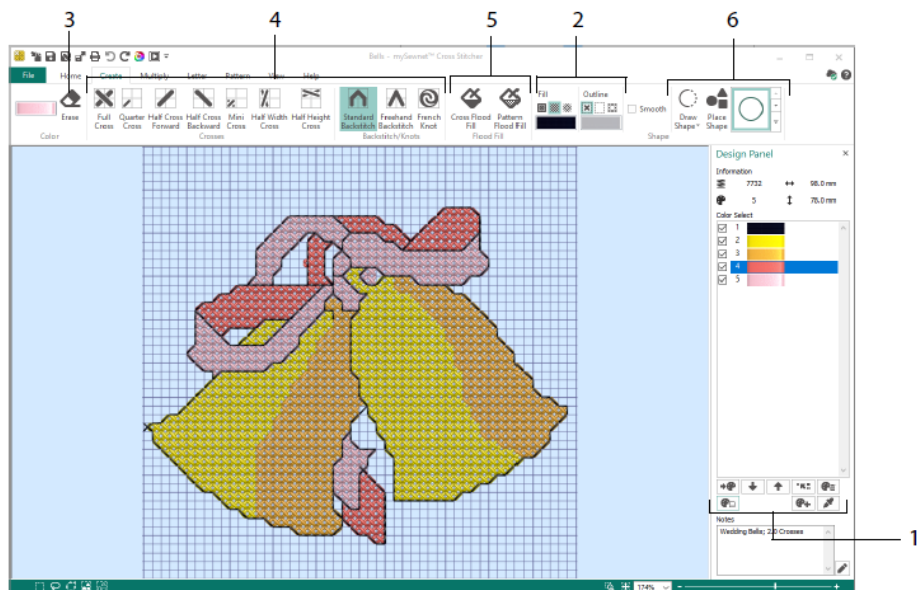 3 4 5 2 6
Bells - mySewnet™ Cross Stitcher
File Home Create Multiply Letter Pattern View Help
Erase
Full Cross
Quarter Cross
Half Cross Forward
Half Cross Backward
Mini Cross
Half Width Cross
Half Height Cross
Standard Backstitch
Freehand Backstitch
French Knot
Cross Flood Fill
Pattern Flood Fill
Fill
Outline
Smooth
Draw Shape
Place Shape
Color
Crosses
Backstitch/Knots
Flood Fill
Shape
Design Panel
Information
7732 98.0 mm
5 78.0 mm
Color Select
1
2
3
4
5
1
Notes
Wedding Bells; 2.0 Crosses
174%